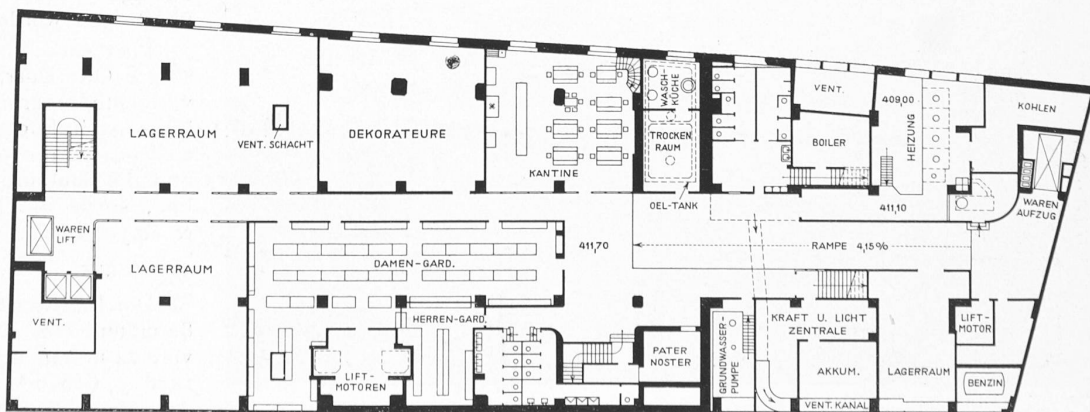 LAGERRAUM
VENT. SCHACHT
DEKORATEURE
KANTINE
WASCH-
KÜCHE
TROCKEN
RAUM
OEL-TANK
VENT.
BOILER
409,00
HEIZUNG
KOHLEN
WAREN
AUFZUG
411,10
WAREN
LIFT
LAGERRAUM
VENT.
DAMEN-GARD.
HERREN-GARD.
LIFT-
MOTOREN
411,70
RAMPE 4,15%
PATER
NOSTER
GRUNDWASSER-
PUMPE
KRAFT U. LICHT
ZENTRALE
AKKUM.
VENT. KANAL
LAGERRAUM
LIFT-
MOTOR
BENZIN